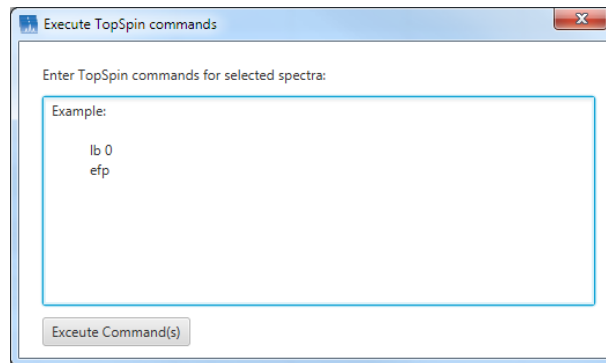 Execute TopSpin commands
Enter TopSpin commands for selected spectra:
Example:
lb 0
efp
Exceute Command(s)